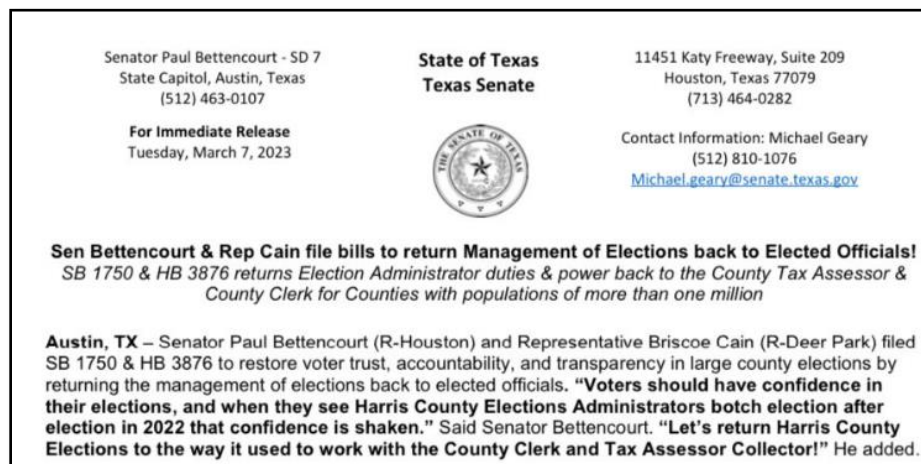 Senator Paul Bettencourt - SD 7
State Capitol, Austin, Texas
(512) 463-0107
For Immediate Release
Tuesday, March 7, 2023
State of Texas
Texas Senate
THE SENATE OF TEXAS
11451 Katy Freeway, Suite 209
Houston, Texas 77079
(713) 464-0282
Contact Information: Michael Geary
(512) 810-1076
Michael.geary@senate.texas.gov
Sen Bettencourt & Rep Cain file bills to return Management of Elections back to Elected Officials!
SB 1750 & HB 3876 returns Election Administrator duties & power back to the County Tax Assessor &
County Clerk for Counties with populations of more than one million
Austin, TX – Senator Paul Bettencourt (R-Houston) and Representative Briscoe Cain (R-Deer Park) filed
SB 1750 & HB 3876 to restore voter trust, accountability, and transparency in large county elections by
returning the management of elections back to elected officials. “Voters should have confidence in
their elections, and when they see Harris County Elections Administrators botch election after
election in 2022 that confidence is shaken.” Said Senator Bettencourt. “Let’s return Harris County
Elections to the way it used to work with the County Clerk and Tax Assessor Collector!” He added.